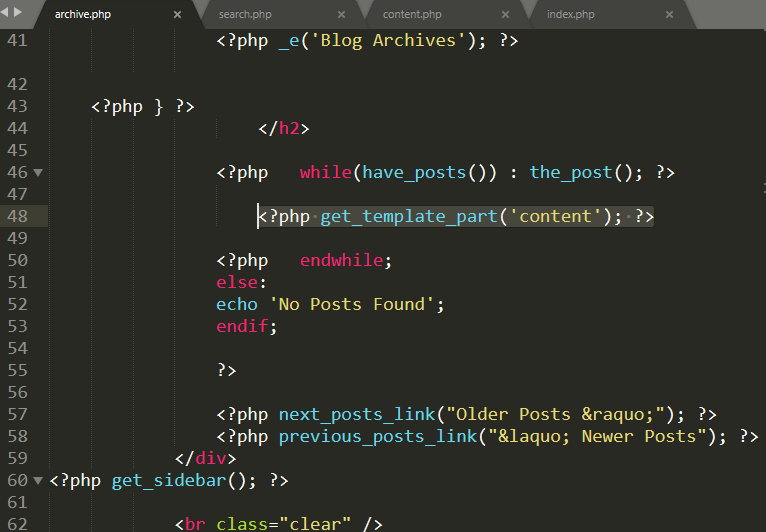 archive.php × search.php × content.php × index.php ×
41 <?php _e('Blog Archives'); ?>
42
43 <?php } ?>
44 </h2>
45
46 <?php while(have_posts()) : the_post(); ?>
47
48 <?php get_template_part('content'); ?>
49
50 <?php endwhile;
51 else:
52 echo 'No Posts Found';
53 endif;
54
55 ?>
56
57 <?php next_posts_link("Older Posts &raquo;"); ?>
58 <?php previous_posts_link("&laquo; Newer Posts"); ?>
59 </div>
60 <?php get_sidebar(); ?>
61
62 <br class="clear" />